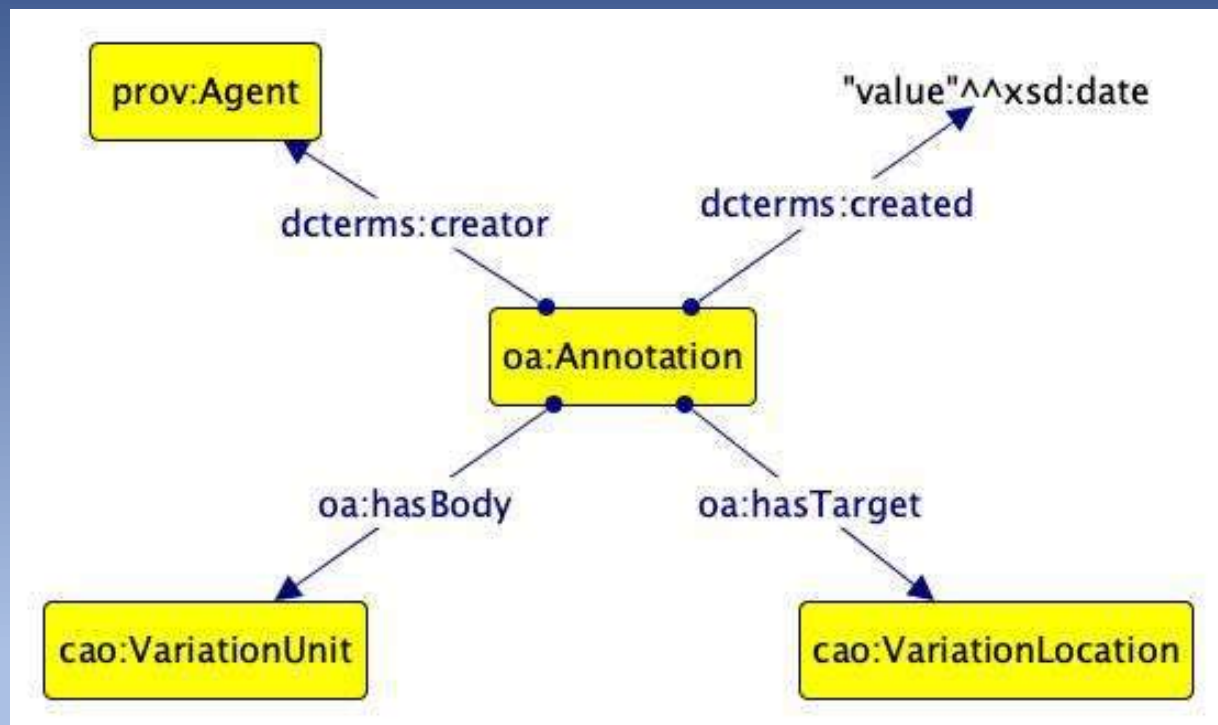 prov:Agent
"value"^^xsd:date
dcterms:creator
dcterms:created
oa:Annotation
oa:hasBody
oa:hasTarget
cao:VariationUnit
cao:VariationLocation